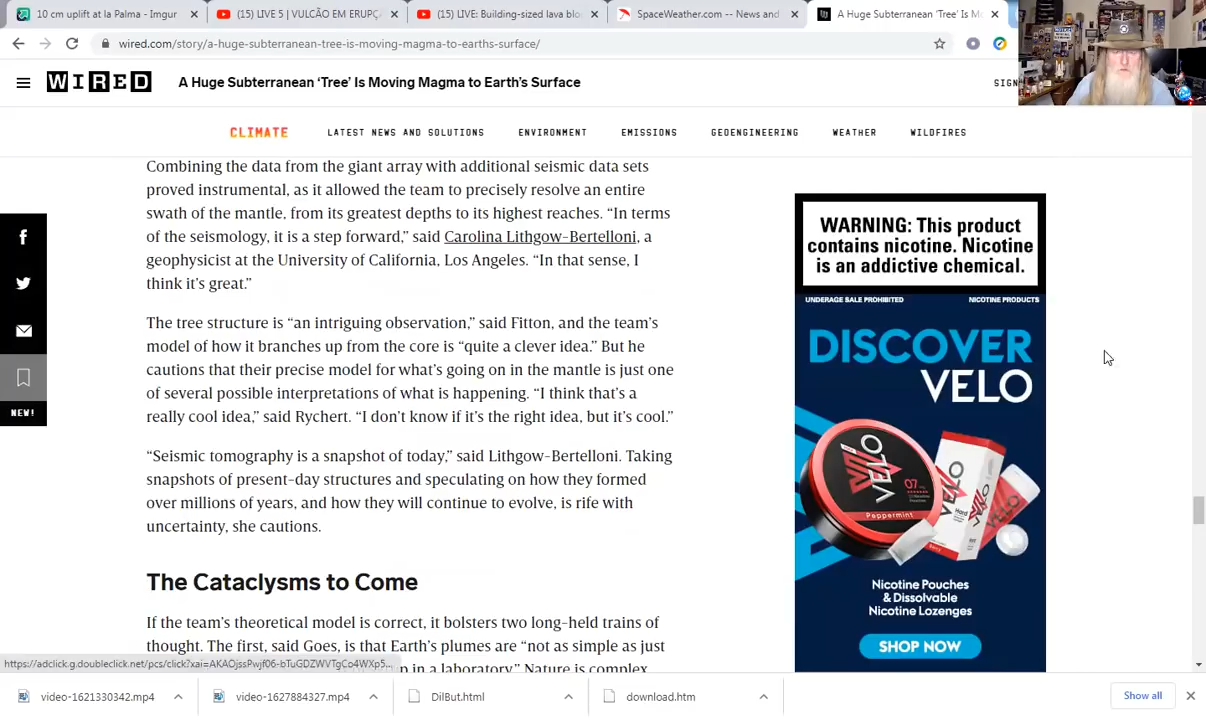 10 cm uplift at la Palma - Imgur
(15) LIVE 5 | VULCÃO EM ERUPÇ
(15) LIVE: Building-sized lava blo
SpaceWeather.com -- News and
A Huge Subterranean 'Tree' Is M
wired.com/story/a-huge-subterranean-tree-is-moving-magma-to-earths-surface/
WIRED
A Huge Subterranean ‘Tree’ Is Moving Magma to Earth’s Surface
SIGN
CLIMATE
LATEST NEWS AND SOLUTIONS
ENVIRONMENT
EMISSIONS
GEOENGINEERING
WEATHER
WILDFIRES
Combining the data from the giant array with additional seismic data sets
proved instrumental, as it allowed the team to precisely resolve an entire
swath of the mantle, from its greatest depths to its highest reaches. “In terms
of the seismology, it is a step forward,” said Carolina Lithgow-Bertelloni, a
geophysicist at the University of California, Los Angeles. “In that sense, I
think it’s great.”
The tree structure is “an intriguing observation,” said Fitton, and the team’s
model of how it branches up from the core is “quite a clever idea.” But he
cautions that their precise model for what’s going on in the mantle is just one
of several possible interpretations of what is happening. “I think that’s a
really cool idea,” said Rychert. “I don’t know if it’s the right idea, but it’s cool.”
“Seismic tomography is a snapshot of today,” said Lithgow-Bertelloni. Taking
snapshots of present-day structures and speculating on how they formed
over millions of years, and how they will continue to evolve, is rife with
uncertainty, she cautions.
The Cataclysms to Come
If the team’s theoretical model is correct, it bolsters two long-held trains of
thought. The first, said Goes, is that Earth’s plumes are “not as simple as just
p in a laboratory.” Nature is complex
NEW!
WARNING: This product
contains nicotine. Nicotine
is an addictive chemical.
UNDERAGE SALE PROHIBITED
NICOTINE PRODUCTS
DISCOVER
VELO
VELO
07
Peppermint
VELO
Hard
Nicotine Pouches
& Dissolvable
Nicotine Lozenges
SHOP NOW
video-1621330342.mp4
video-1627884327.mp4
DilBut.html
download.htm
Show all